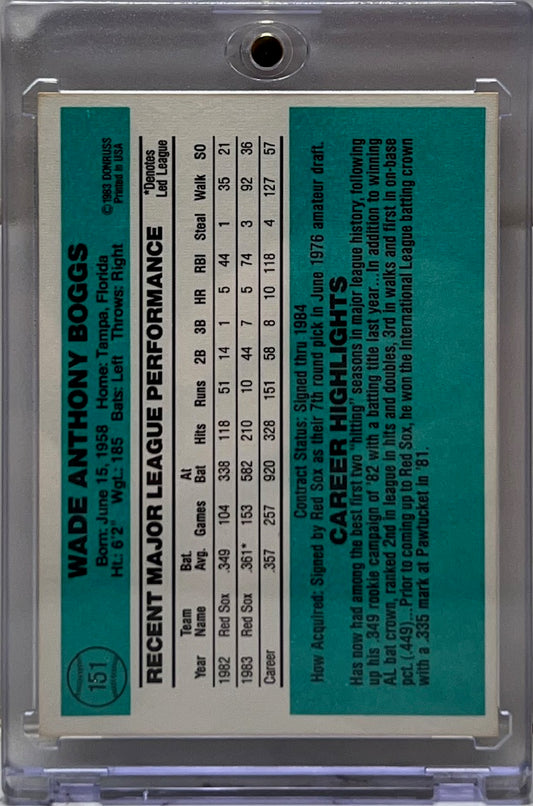 151
WADE ANTHONY BOGGS
Born: June 15, 1958 Home: Tampa, Florida
Ht.: 6'2" Wgt.: 185 Bats: Left Throws: Right
©1983 DONRUSS
Printed in USA
RECENT MAJOR LEAGUE PERFORMANCE
*Denotes
Led League
Year Team Name Bat. Avg. Games At Bat Hits Runs 2B 3B HR RBI Steal Walk SO
1982 Red Sox .349 104 338 118 51 14 1 5 44 1 35 21
1983 Red Sox .361* 153 582 210 10 44 7 5 74 3 92 36
Career .357 257 920 328 151 58 8 10 118 4 127 57
Contract Status: Signed thru 1984
How Acquired: Signed by Red Sox as their 7th round pick in June 1976 amateur draft.
CAREER HIGHLIGHTS
Has now had among the best first two "hitting" seasons in major league history, following
up his .349 rookie campaign of '82 with a batting title last year...In addition to winning
AL bat crown, ranked 2nd in league in hits and doubles, 3rd in walks and first in on-base
pct. (.449)...Prior to coming up to Red Sox, he won the International League batting crown
with a .335 mark at Pawtucket in '81.